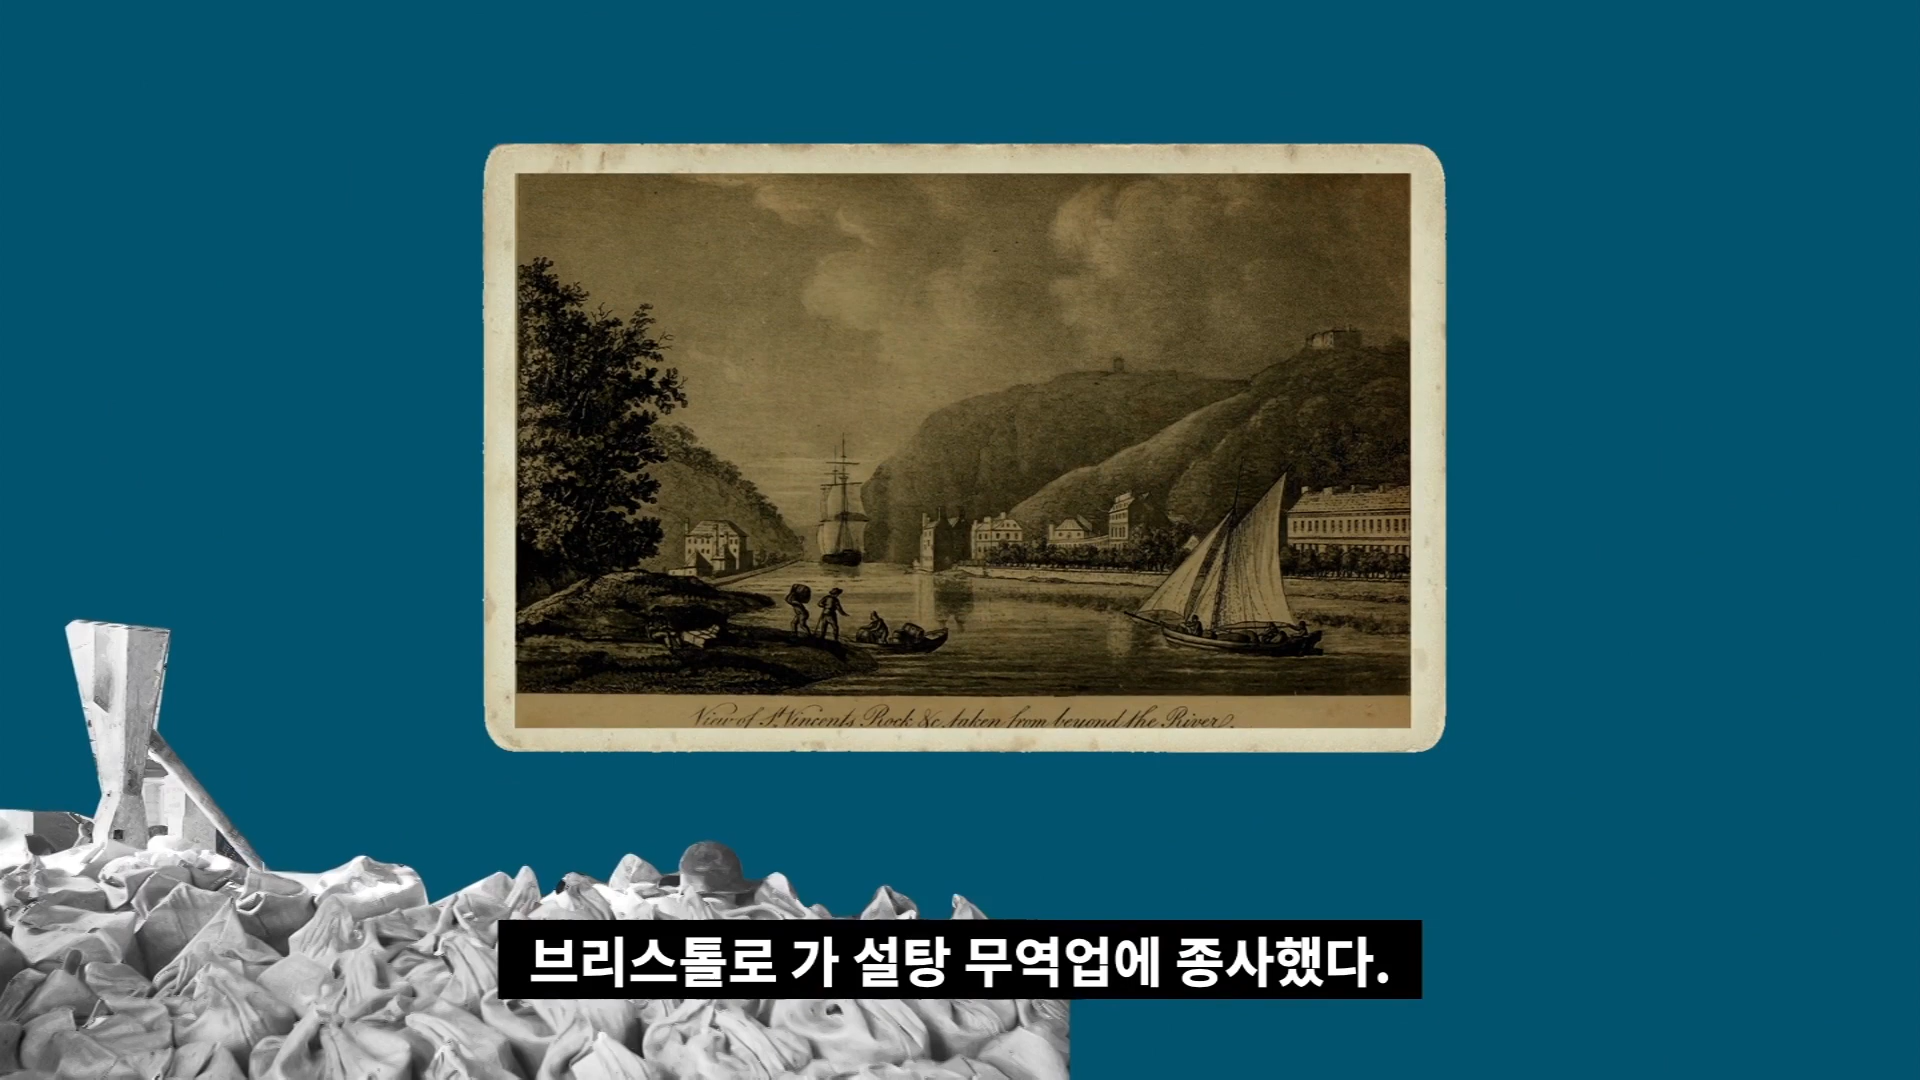 View of St Vincents Rock &c. taken from beyond the River.
브리스톨로 가 설탕 무역업에 종사했다.